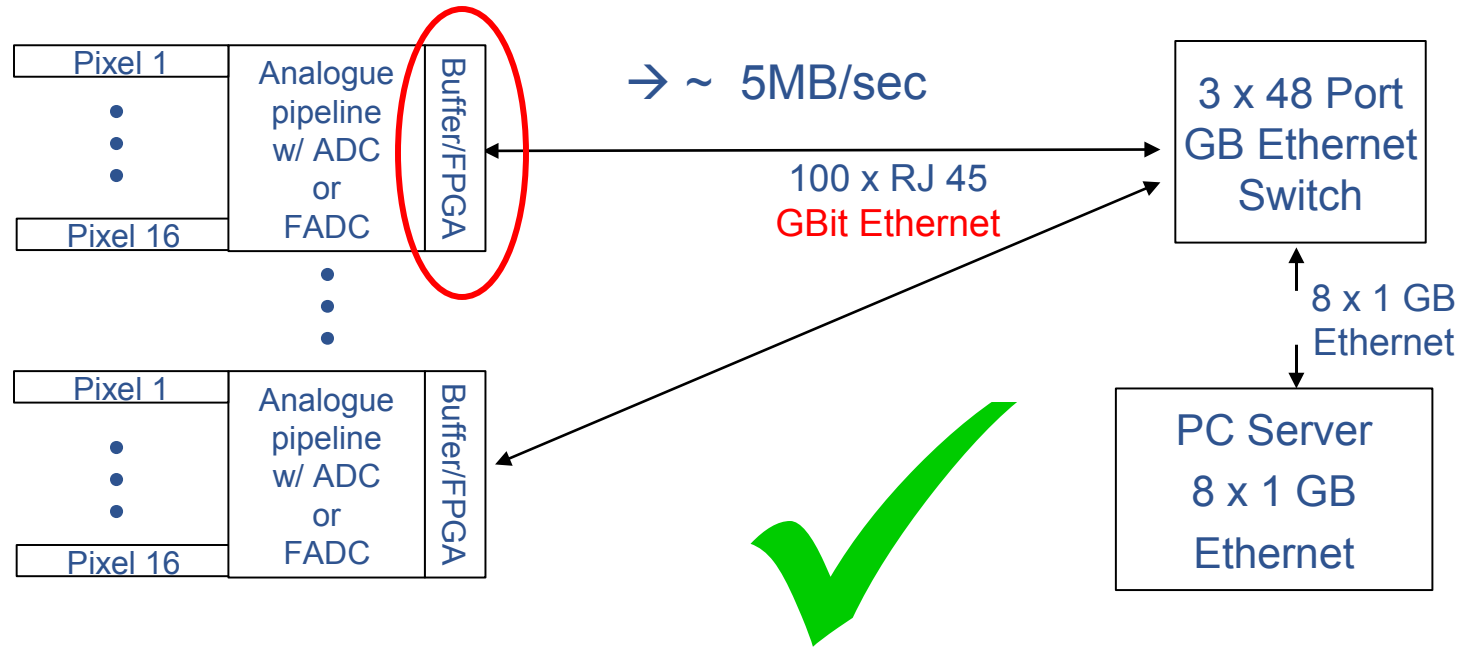 Pixel 1
Pixel 16
Analogue
pipeline
w/ ADC
or
FADC
Buffer/FPGA
→ ~ 5MB/sec
100 x RJ 45
GBit Ethernet
3 x 48 Port
GB Ethernet
Switch
8 x 1 GB
Ethernet
Pixel 1
Pixel 16
Analogue
pipeline
w/ ADC
or
FADC
Buffer/FPGA
PC Server
8 x 1 GB
Ethernet